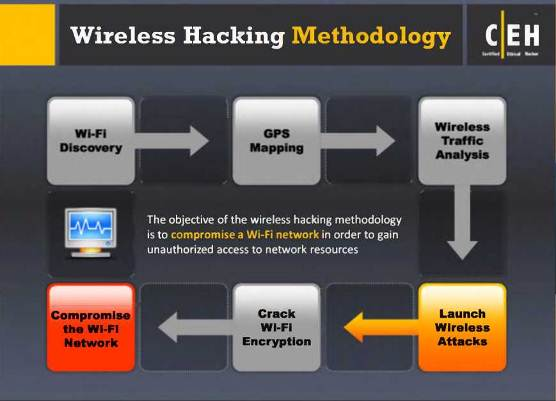 Wireless Hacking Methodology
CEH
Certified Ethical Hacker
Wi-Fi
Discovery
GPS
Mapping
Wireless
Traffic
Analysis
The objective of the wireless hacking methodology
is to compromise a Wi-Fi network in order to gain
unauthorized access to network resources
Compromise
the Wi-Fi
Network
Crack
Wi-Fi
Encryption
Launch
Wireless
Attacks